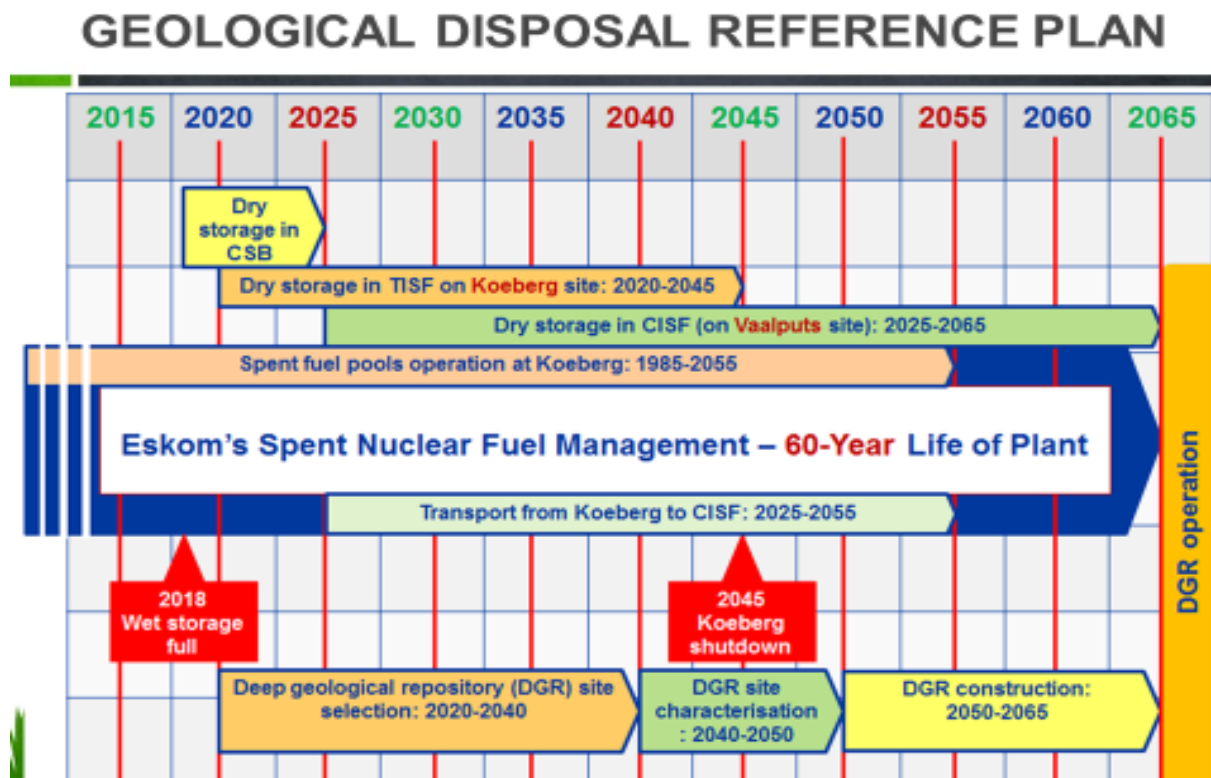 GEOLOGICAL DISPOSAL REFERENCE PLAN
2015 2020 2025 2030 2035 2040 2045 2050 2055 2060 2065
Dry
storage in
CSB
Dry storage in TISF on Koeberg site: 2020-2045
Dry storage in CISF (on Vaalputs site): 2025-2065
Spent fuel pools operation at Koeberg: 1985-2055
Eskom's Spent Nuclear Fuel Management – 60-Year Life of Plant
Transport from Koeberg to CISF: 2025-2055
2018
Wet storage
full
2045
Koeberg
shutdown
Deep geological repository (DGR) site
selection: 2020-2040
DGR site
characterisation
: 2040-2050
DGR construction:
2050-2065
DGR operation